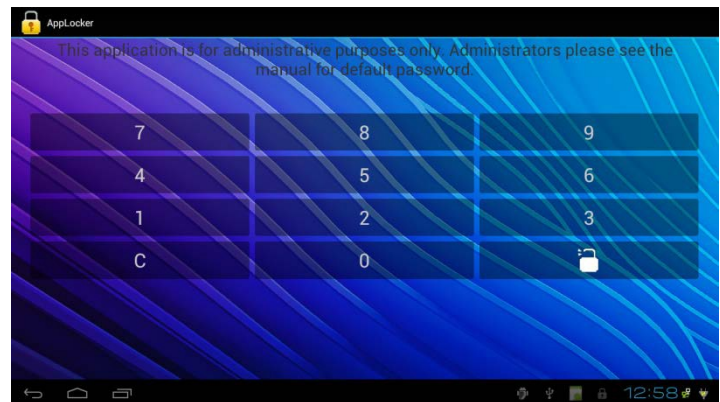 AppLocker
This application is for administrative purposes only. Administrators please see the
manual for default password.
7 8 9
4 5 6
1 2 3
C 0
12:58